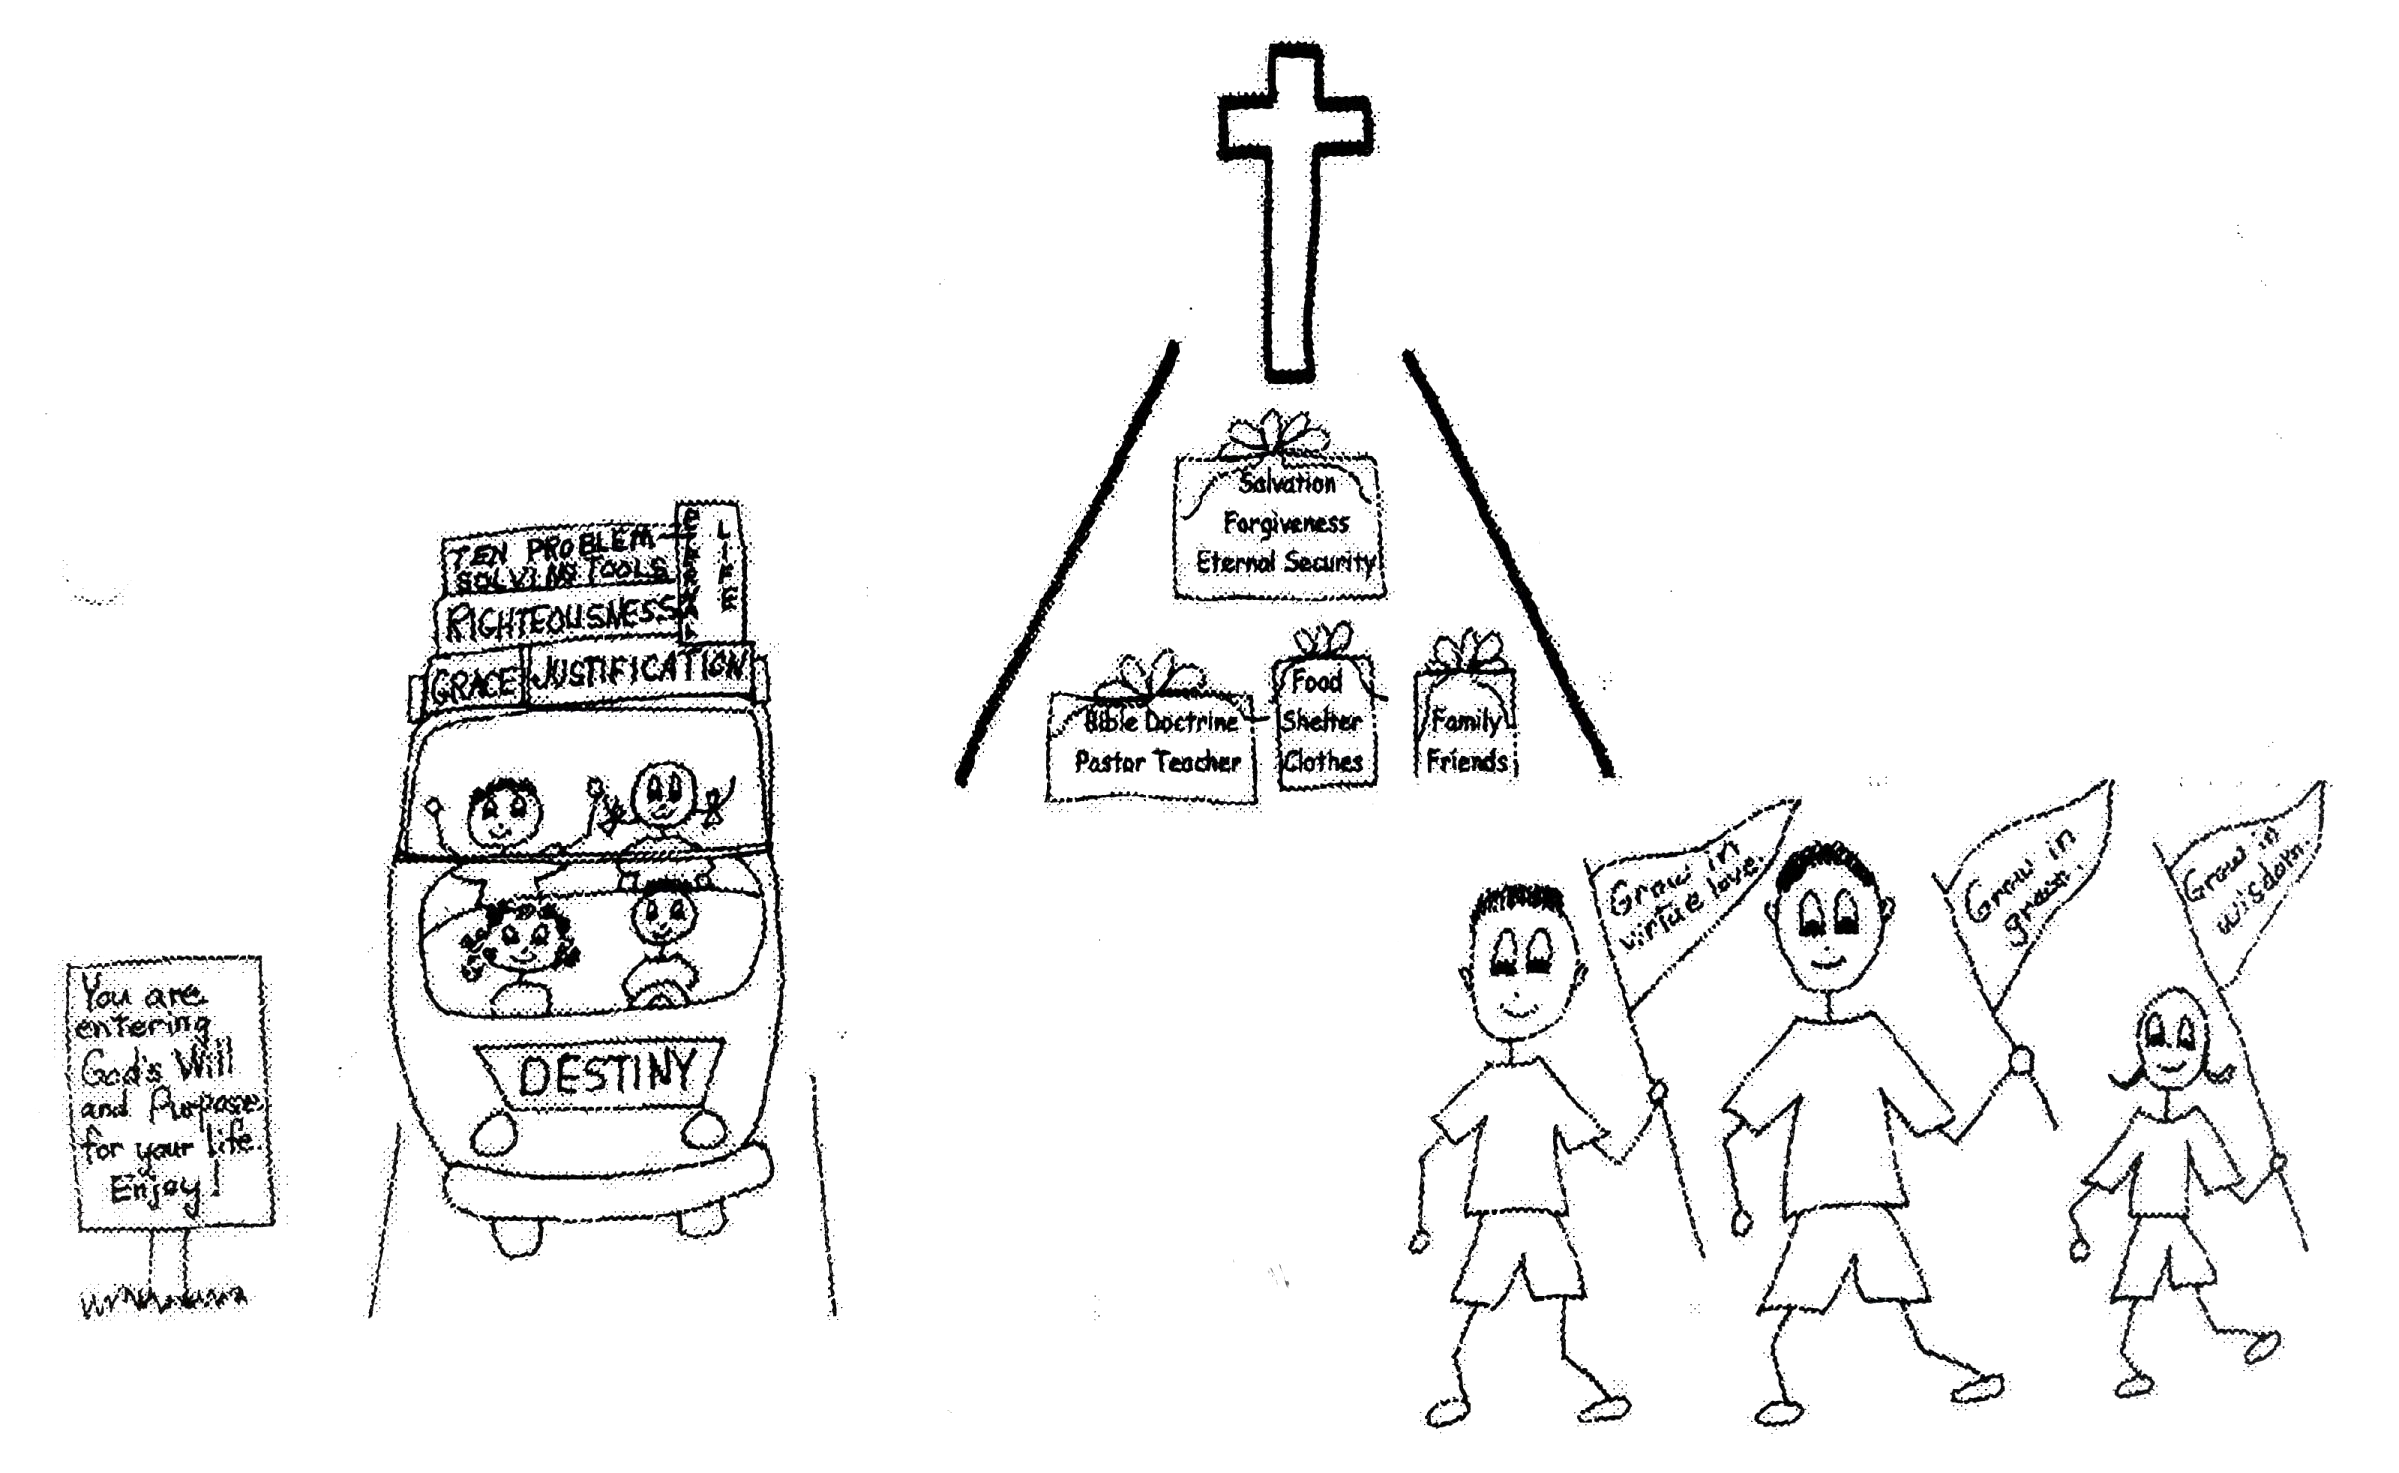 Salvation
Forgiveness
Eternal Security
Bible Doctrine
Pastor Teacher
Food
Shelter
Clothes
Family
Friends
TEN PROBLEM
SOLVING TOOLS
ETERNAL
LIFE
RIGHTEOUSNESS
GRACE
JUSTIFICATION
DESTINY
You are
entering
God's Will
and Purpose
for your life.
Enjoy!
Grow in
virtue love.
Grow in
grace.
Grow in
wisdom.